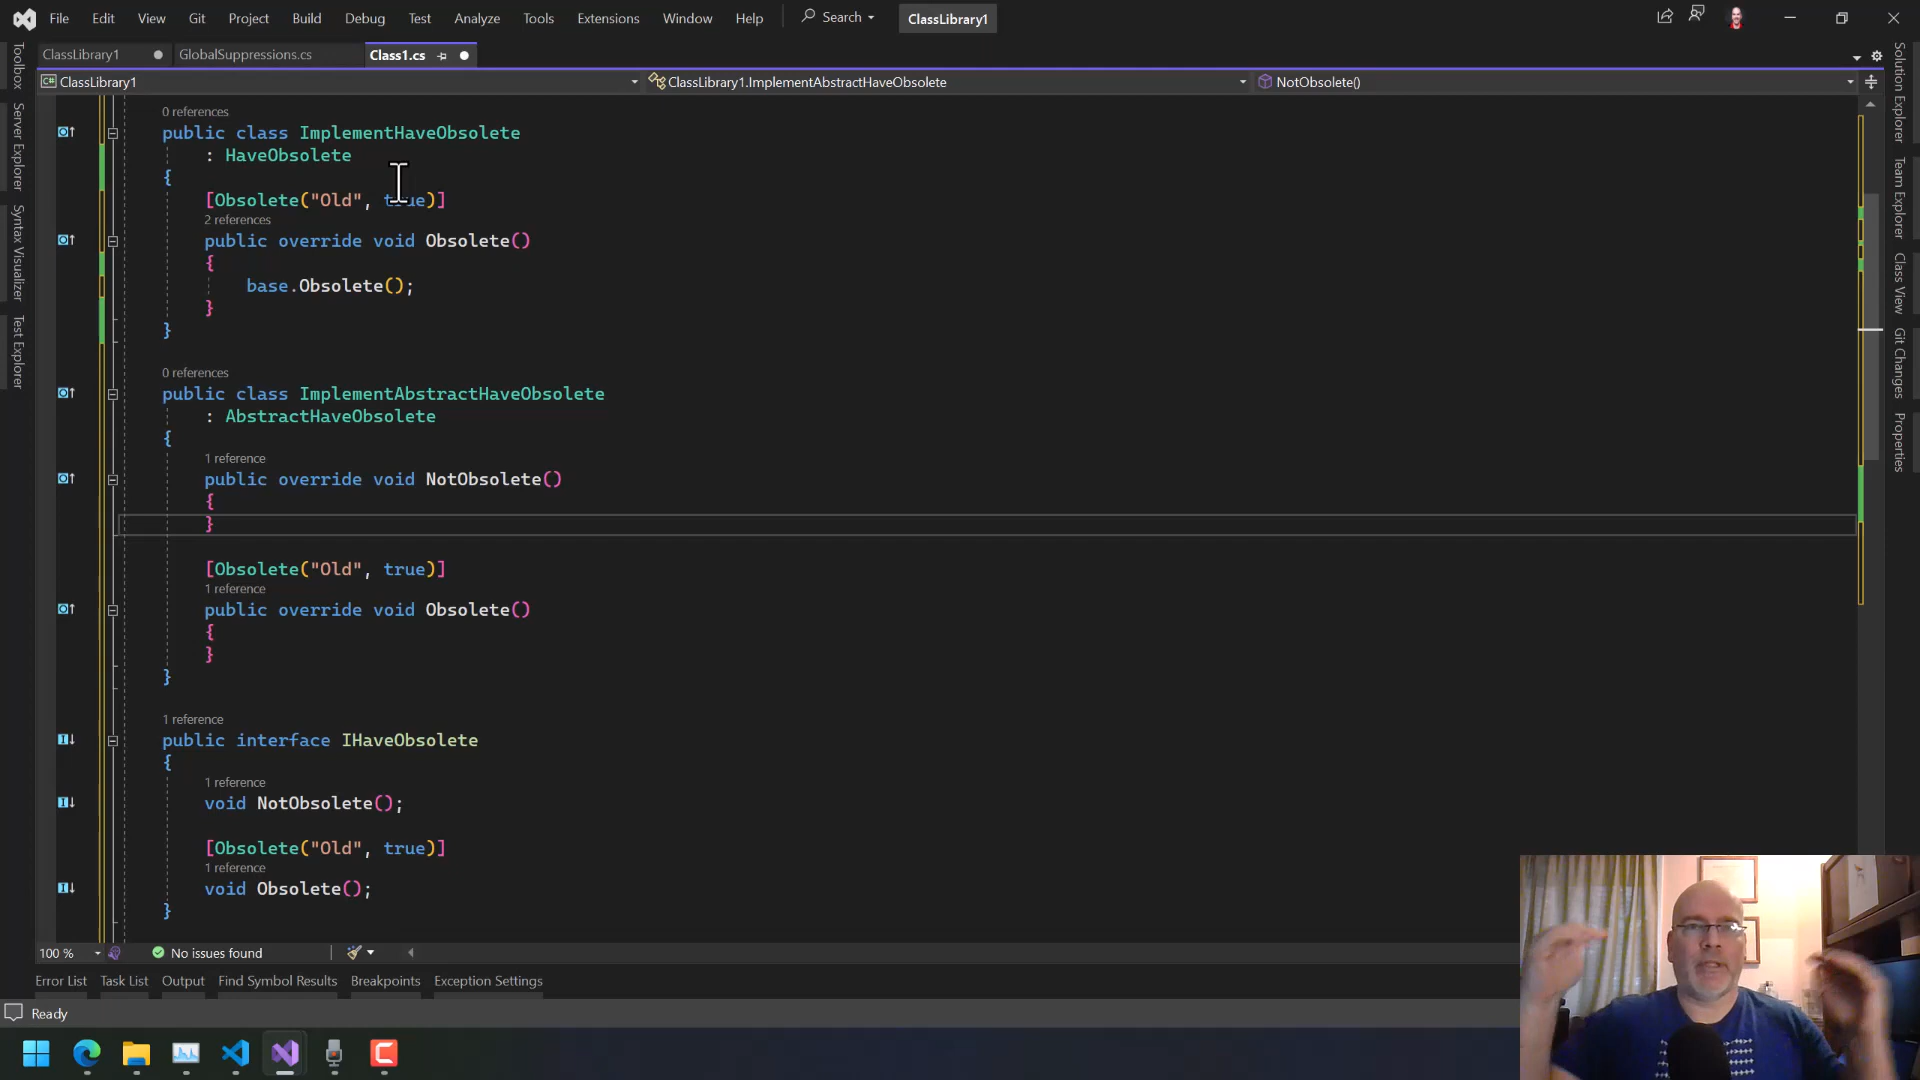 File Edit View Git Project Build Debug Test Analyze Tools Extensions Window Help Search ClassLibrary1
ClassLibrary1 GlobalSuppressions.cs Class1.cs
ClassLibrary1 ClassLibrary1.ImplementAbstractHaveObsolete NotObsolete()
Toolbox
Server Explorer
Syntax Visualizer
Test Explorer
0 references
public class ImplementHaveObsolete
: HaveObsolete
{
[Obsolete("Old", true)]
2 references
public override void Obsolete()
{
base.Obsolete();
}
}
0 references
public class ImplementAbstractHaveObsolete
: AbstractHaveObsolete
{
1 reference
public override void NotObsolete()
{
}
[Obsolete("Old", true)]
1 reference
public override void Obsolete()
{
}
}
1 reference
public interface IHaveObsolete
{
1 reference
void NotObsolete();
[Obsolete("Old", true)]
1 reference
void Obsolete();
}
Solution Explorer
Team Explorer
Class View
Git Changes
Properties
100 % No issues found
Error List Task List Output Find Symbol Results Breakpoints Exception Settings
Ready